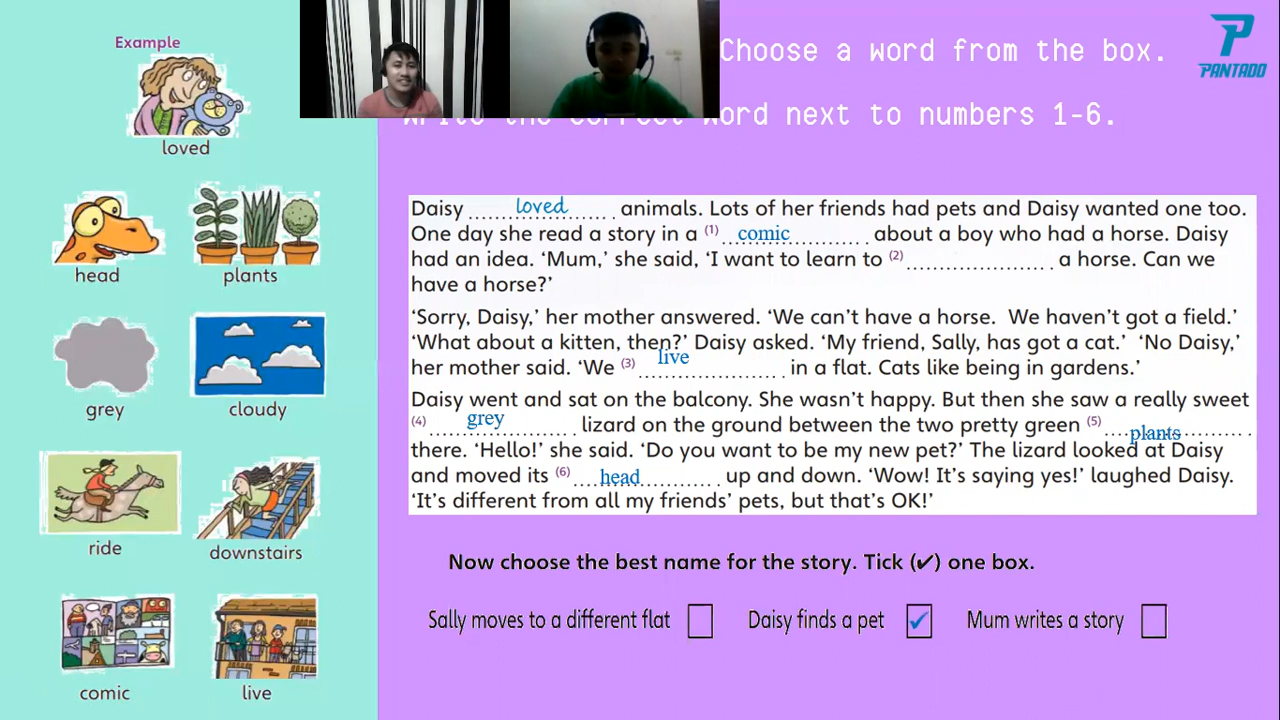 Example
loved
head
plants
grey
cloudy
ride
downstairs
comic
live
Choose a word from the box.
Write the correct word next to numbers 1-6.
PANTADO
Daisy ..... loved ..... animals. Lots of her friends had pets and Daisy wanted one too.
One day she read a story in a (1) ..... comic ..... about a boy who had a horse. Daisy
had an idea. ‘Mum,’ she said, ‘I want to learn to (2) .......... a horse. Can we
have a horse?’
‘Sorry, Daisy,’ her mother answered. ‘We can’t have a horse. We haven’t got a field.’
‘What about a kitten, then?’ Daisy asked. ‘My friend, Sally, has got a cat.’ ‘No Daisy,’
her mother said. ‘We (3) ..... live ..... in a flat. Cats like being in gardens.’
Daisy went and sat on the balcony. She wasn’t happy. But then she saw a really sweet
(4) ..... grey ..... lizard on the ground between the two pretty green (5) ..... plants .....
there. ‘Hello!’ she said. ‘Do you want to be my new pet?’ The lizard looked at Daisy
and moved its (6) ..... head ..... up and down. ‘Wow! It’s saying yes!’ laughed Daisy.
‘It’s different from all my friends’ pets, but that’s OK!’
Now choose the best name for the story. Tick (✔) one box.
Sally moves to a different flat
Daisy finds a pet ✓
Mum writes a story